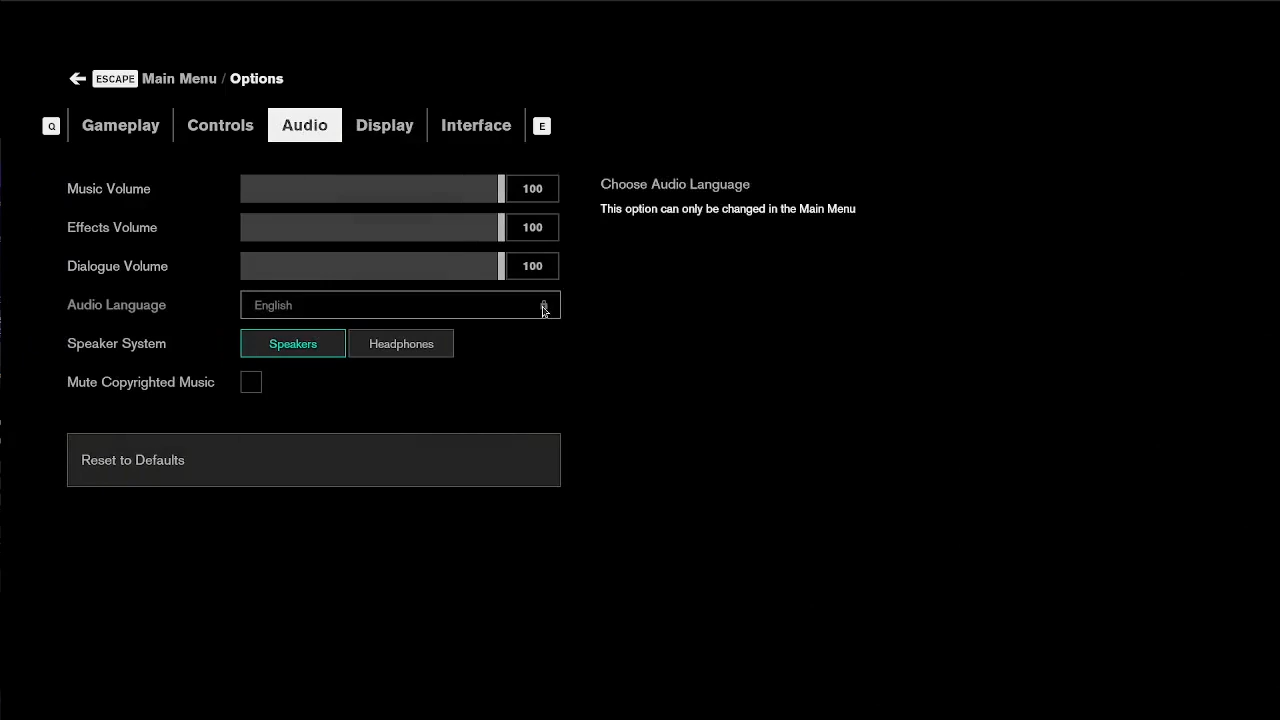 ESCAPE Main Menu / Options
Q Gameplay Controls Audio Display Interface E
Music Volume 100
Choose Audio Language
This option can only be changed in the Main Menu
Effects Volume 100
Dialogue Volume 100
Audio Language English
Speaker System Speakers Headphones
Mute Copyrighted Music
Reset to Defaults